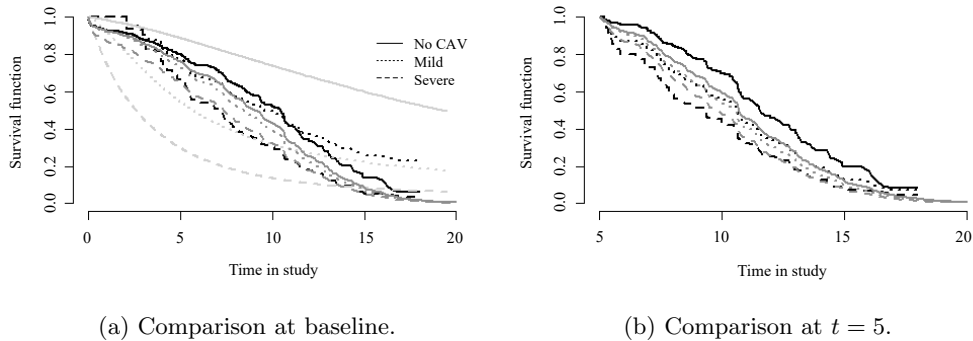 1.0
0.8
0.6
0.4
0.2
0.0
Survival function
No CAV
Mild
Severe
0 5 10 15 20
Time in study
(a) Comparison at baseline.
1.0
0.8
0.6
0.4
0.2
0.0
Survival function
5 10 15 20
Time in study
(b) Comparison at t = 5.